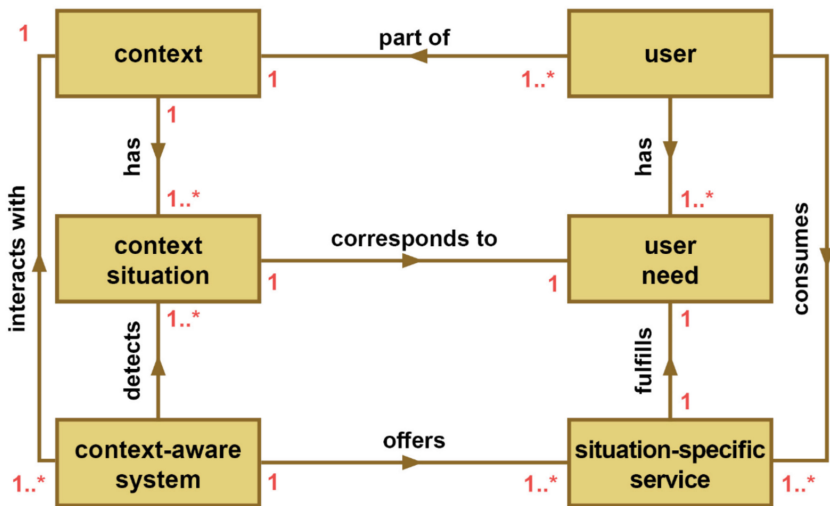 1
context
part of
user
1
1..*
1
has
has
1..*
1..*
interacts with
context
situation
corresponds to
user
need
consumes
1
1
1..*
1
detects
fulfills
1
context-aware
system
offers
situation-specific
service
1..*
1
1..*
1..*